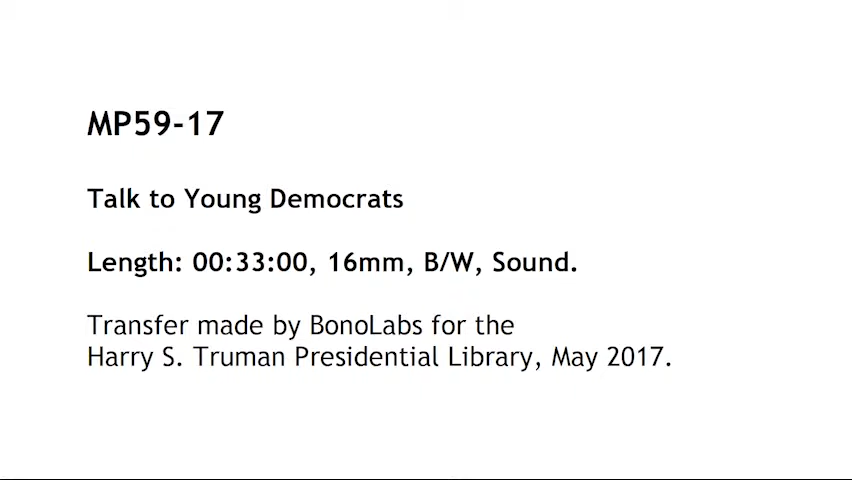 MP59-17
Talk to Young Democrats
Length: 00:33:00, 16mm, B/W, Sound.
Transfer made by BonoLabs for the
Harry S. Truman Presidential Library, May 2017.